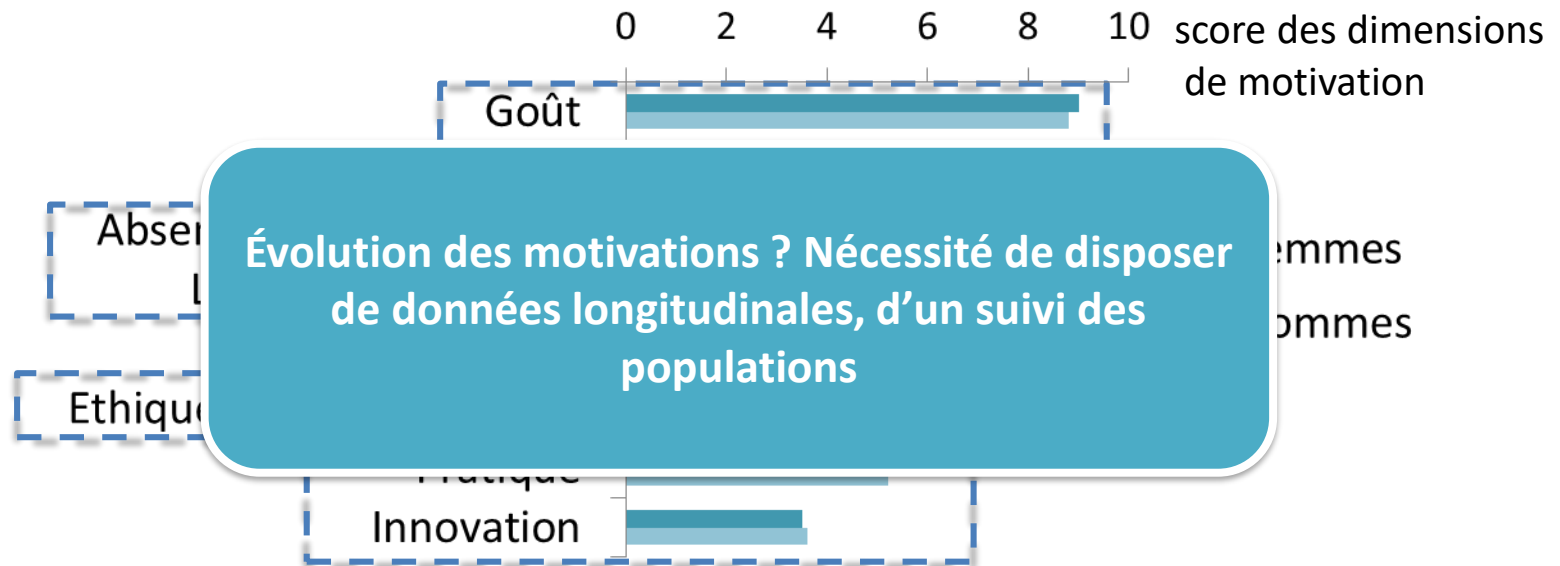 0 2 4 6 8 10
score des dimensions
de motivation
Goût
Évolution des motivations ? Nécessité de disposer
de données longitudinales, d’un suivi des
populations
Pratique
Innovation